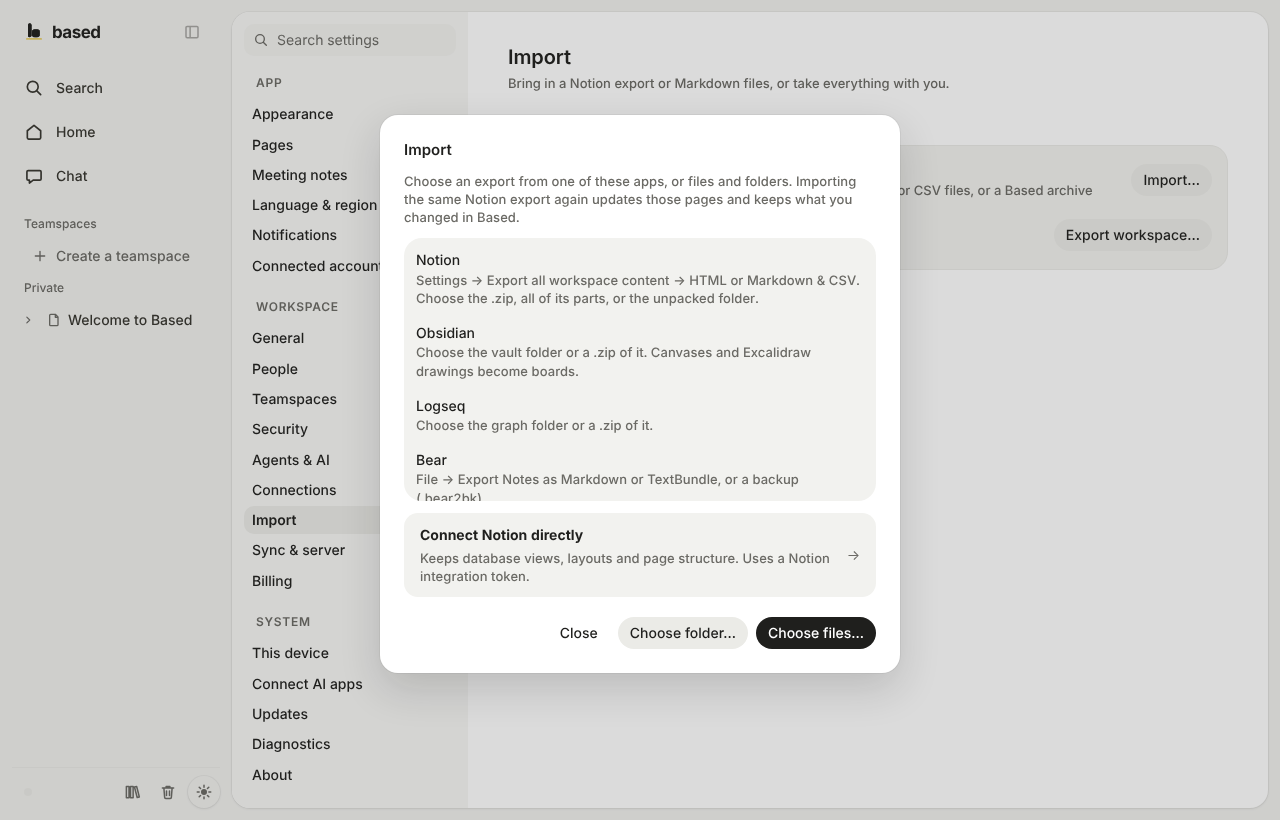 based
Search
Home
Chat
Teamspaces
Create a teamspace
Private
Welcome to Based
Search settings
APP
Appearance
Pages
Meeting notes
Language & region
Notifications
Connected account
WORKSPACE
General
People
Teamspaces
Security
Agents & AI
Connections
Import
Sync & server
Billing
SYSTEM
This device
Connect AI apps
Updates
Diagnostics
About
Import
Bring in a Notion export or Markdown files, or take everything with you.
or CSV files, or a Based archive
Import...
Export workspace...
Import
Choose an export from one of these apps, or files and folders. Importing
the same Notion export again updates those pages and keeps what you
changed in Based.
Notion
Settings → Export all workspace content → HTML or Markdown & CSV.
Choose the .zip, all of its parts, or the unpacked folder.
Obsidian
Choose the vault folder or a .zip of it. Canvases and Excalidraw
drawings become boards.
Logseq
Choose the graph folder or a .zip of it.
Bear
File → Export Notes as Markdown or TextBundle, or a backup
(.bear2bk)
Connect Notion directly
Keeps database views, layouts and page structure. Uses a Notion
integration token.
→
Close
Choose folder...
Choose files...